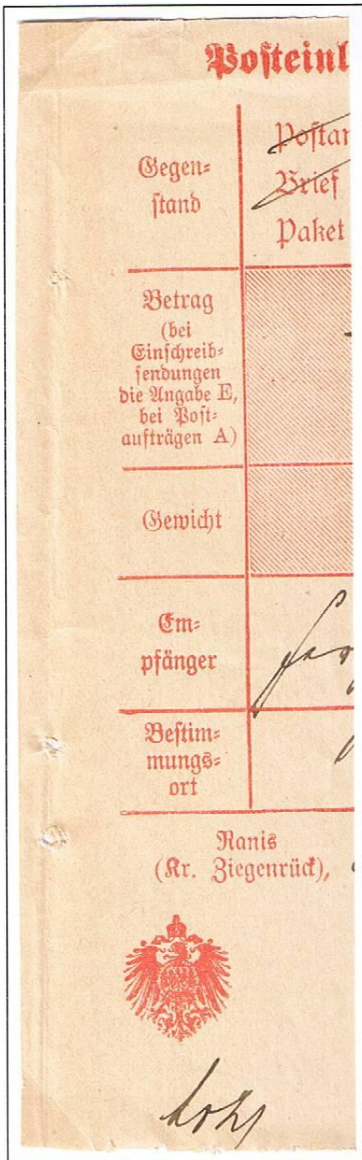 Posteinl
Gegen=
stand
Postan
Brief
Paket
Betrag
(bei
Einschreib=
sendungen
die Angabe E,
bei Post=
aufträgen A)
Gewicht
Em=
pfänger
Bestim=
mungs=
ort
Ranis
(Kr. Ziegenrück),